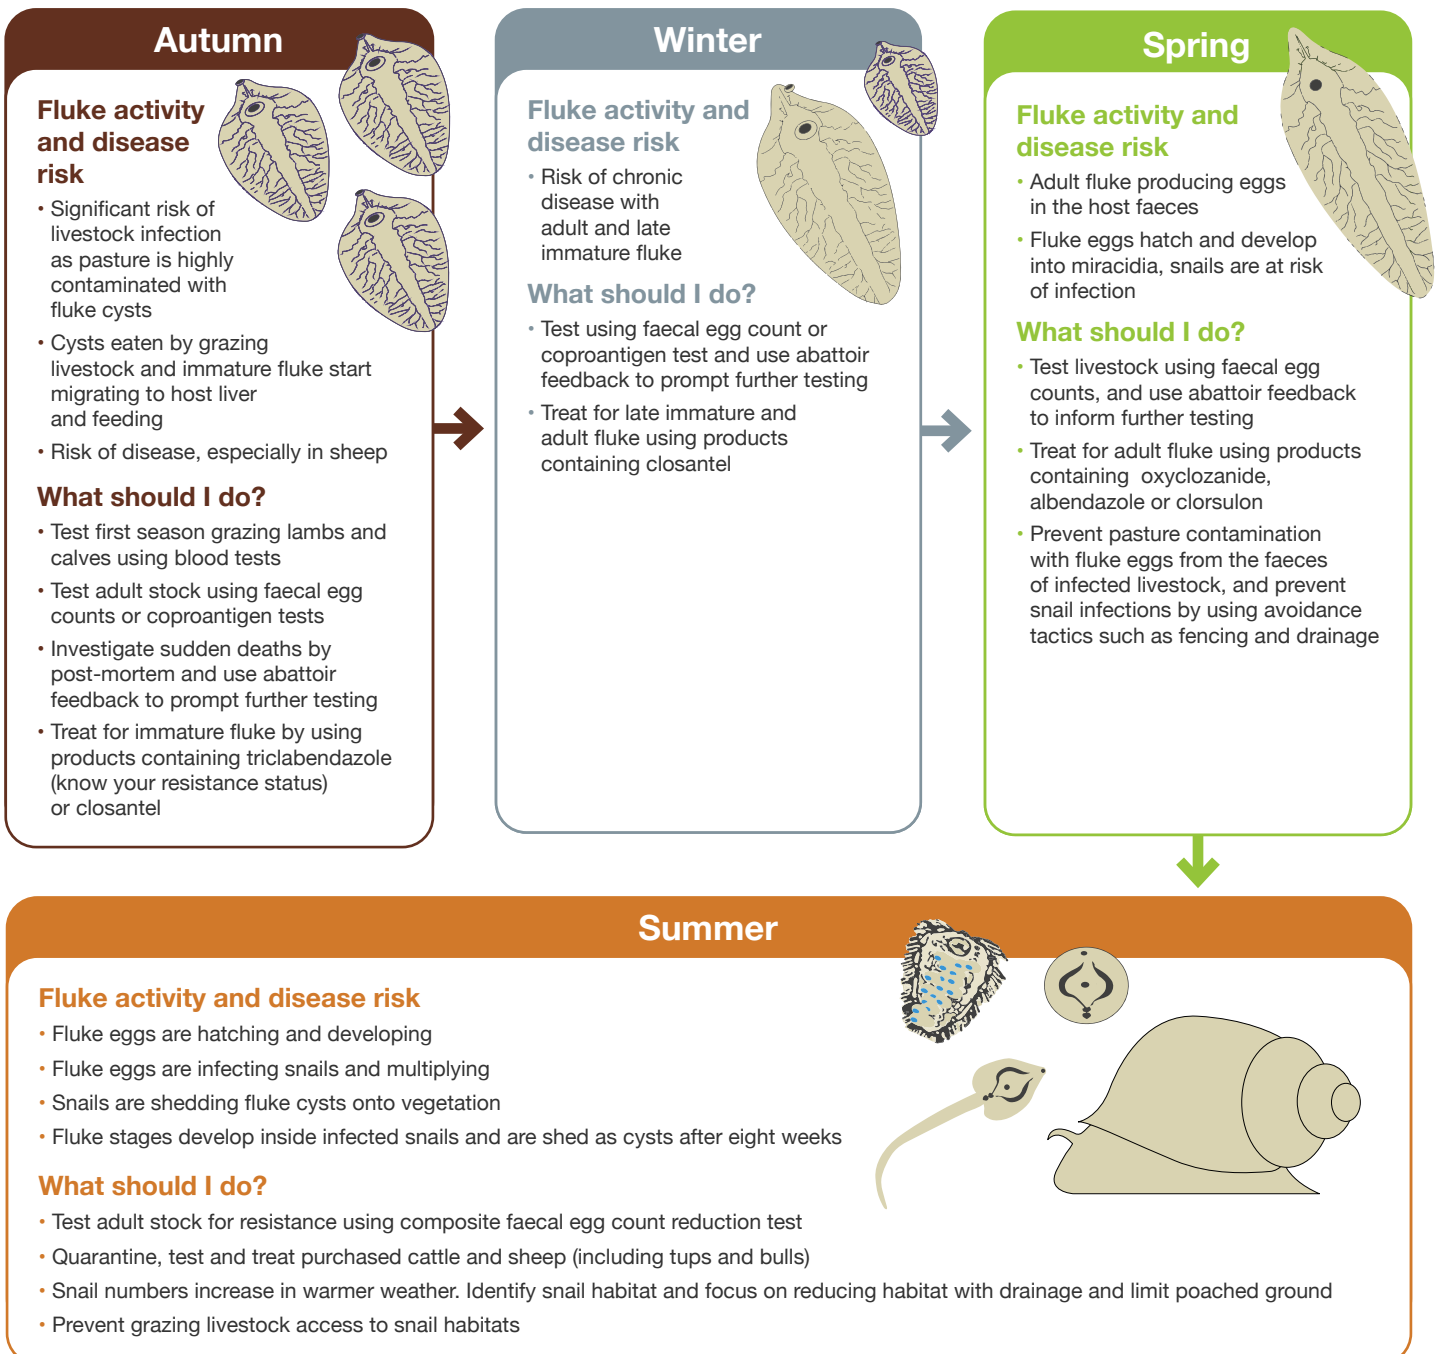 Autumn
Fluke activity
and disease
risk
• Significant risk of
livestock infection
as pasture is highly
contaminated with
fluke cysts
• Cysts eaten by grazing
livestock and immature fluke start
migrating to host liver
and feeding
• Risk of disease, especially in sheep
What should I do?
• Test first season grazing lambs and
calves using blood tests
• Test adult stock using faecal egg
counts or coproantigen tests
• Investigate sudden deaths by
post-mortem and use abattoir
feedback to prompt further testing
• Treat for immature fluke by using
products containing triclabendazole
(know your resistance status)
or closantel
Winter
Fluke activity and
disease risk
• Risk of chronic
disease with
adult and late
immature fluke
What should I do?
• Test using faecal egg count or
coproantigen test and use abattoir
feedback to prompt further testing
• Treat for late immature and
adult fluke using products
containing closantel
Spring
Fluke activity and
disease risk
• Adult fluke producing eggs
in the host faeces
• Fluke eggs hatch and develop
into miracidia, snails are at risk
of infection
What should I do?
• Test livestock using faecal egg
counts, and use abattoir feedback
to inform further testing
• Treat for adult fluke using products
containing oxyclozanide,
albendazole or clorsulon
• Prevent pasture contamination
with fluke eggs from the faeces
of infected livestock, and prevent
snail infections by using avoidance
tactics such as fencing and drainage
Summer
Fluke activity and disease risk
• Fluke eggs are hatching and developing
• Fluke eggs are infecting snails and multiplying
• Snails are shedding fluke cysts onto vegetation
• Fluke stages develop inside infected snails and are shed as cysts after eight weeks
What should I do?
• Test adult stock for resistance using composite faecal egg count reduction test
• Quarantine, test and treat purchased cattle and sheep (including tups and bulls)
• Snail numbers increase in warmer weather. Identify snail habitat and focus on reducing habitat with drainage and limit poached ground
• Prevent grazing livestock access to snail habitats